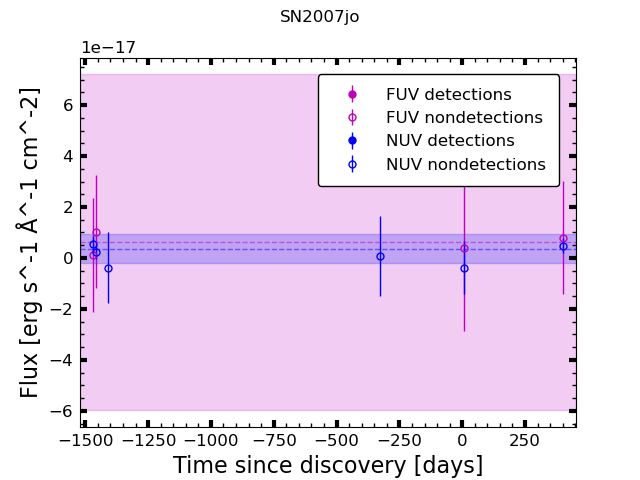 SN2007jo
1e−17
FUV detections
FUV nondetections
NUV detections
NUV nondetections
6
4
2
0
−2
−4
−6
Flux [erg s^-1 Å^-1 cm^-2]
−1500 −1250 −1000 −750 −500 −250 0 250
Time since discovery [days]